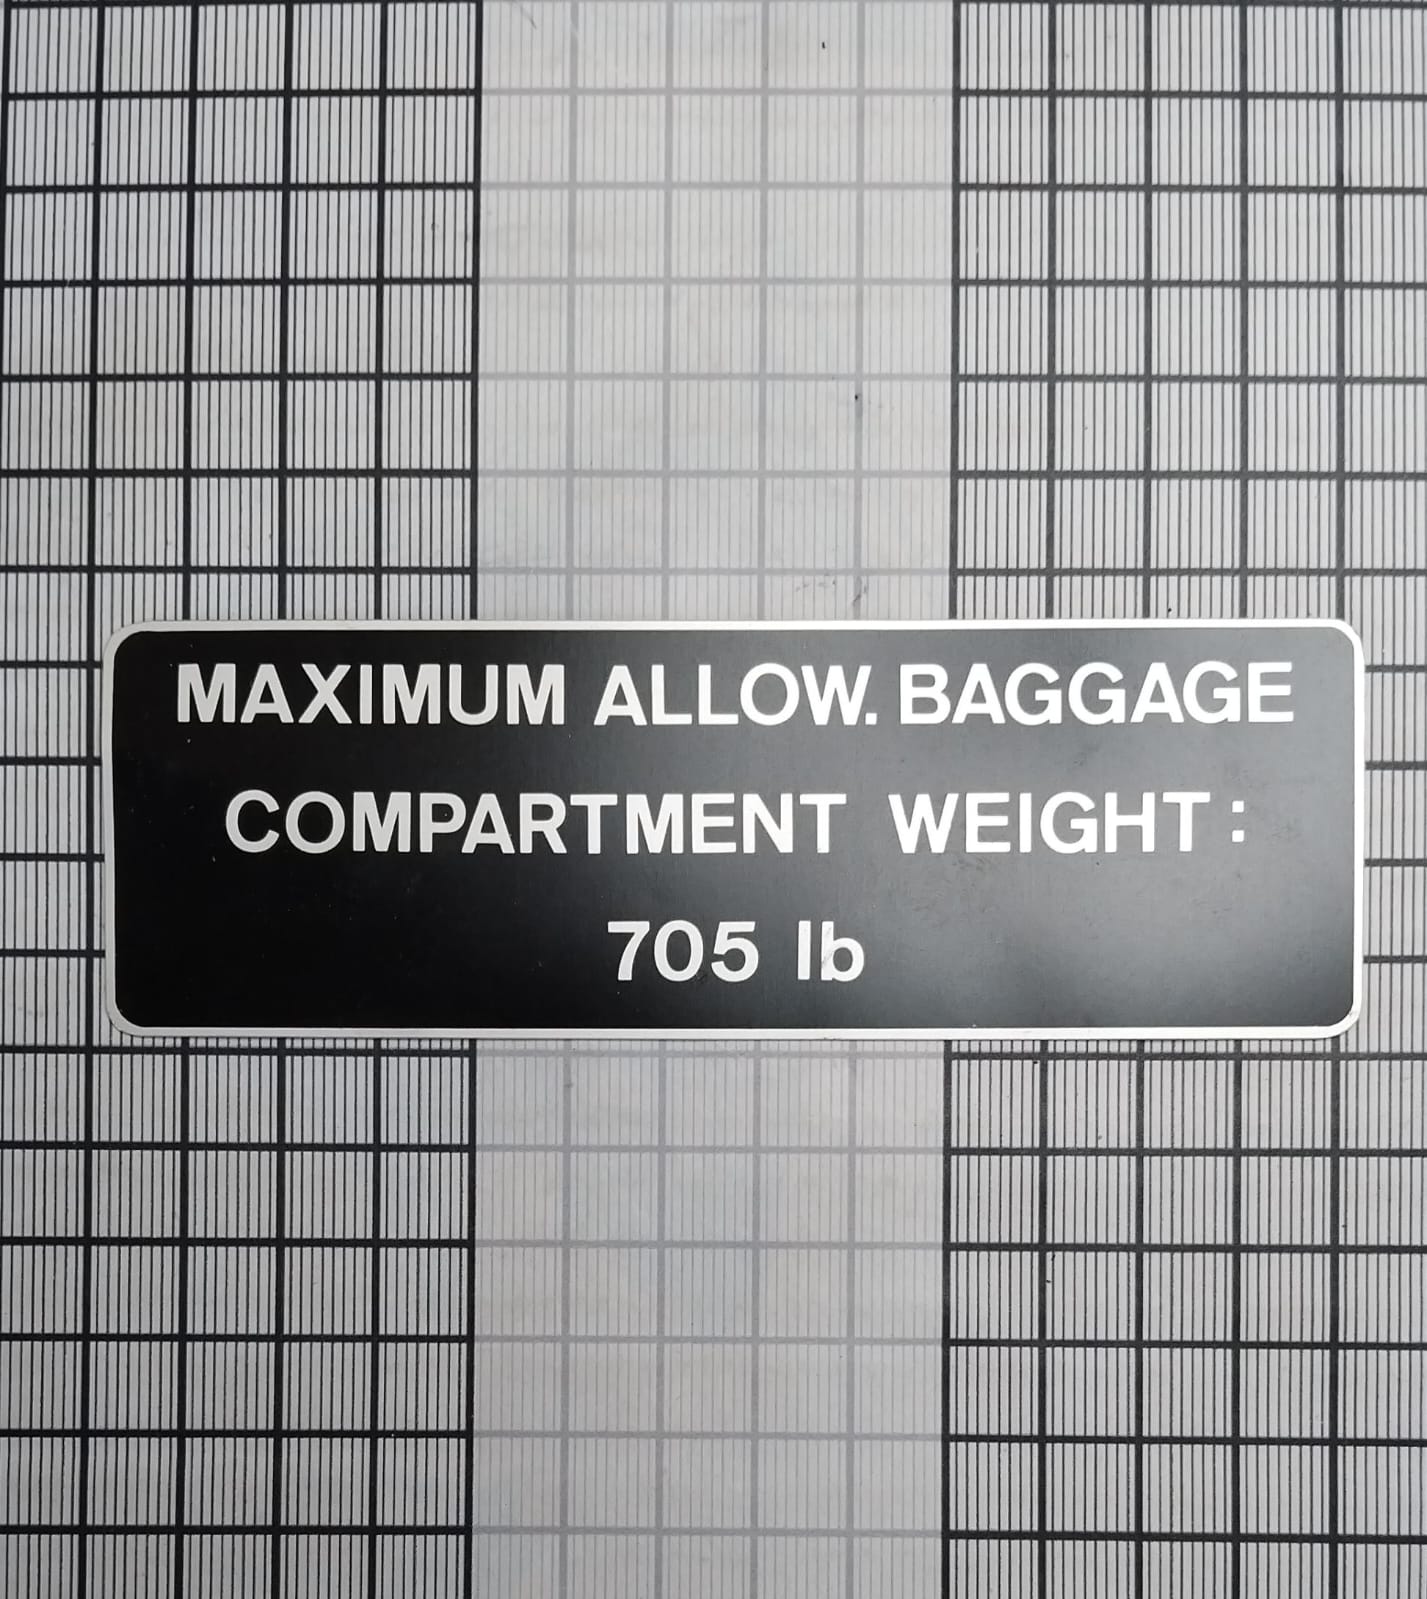 MAXIMUM ALLOW. BAGGAGE
COMPARTMENT WEIGHT :
705 lb